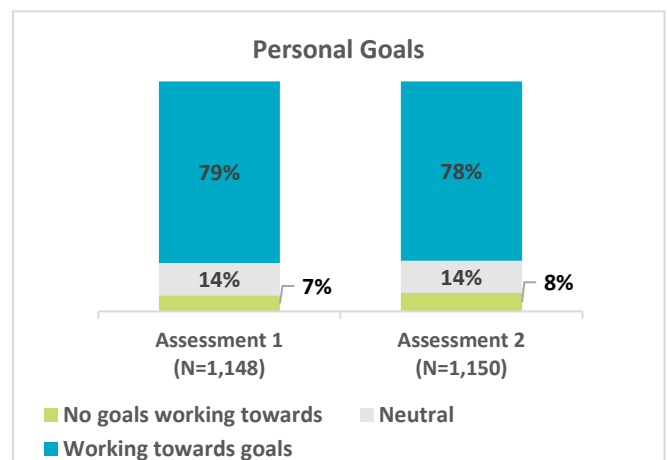 Personal Goals
79%
78%
14%
7%
14%
8%
Assessment 1
(N=1,148)
Assessment 2
(N=1,150)
No goals working towards
Neutral
Working towards goals